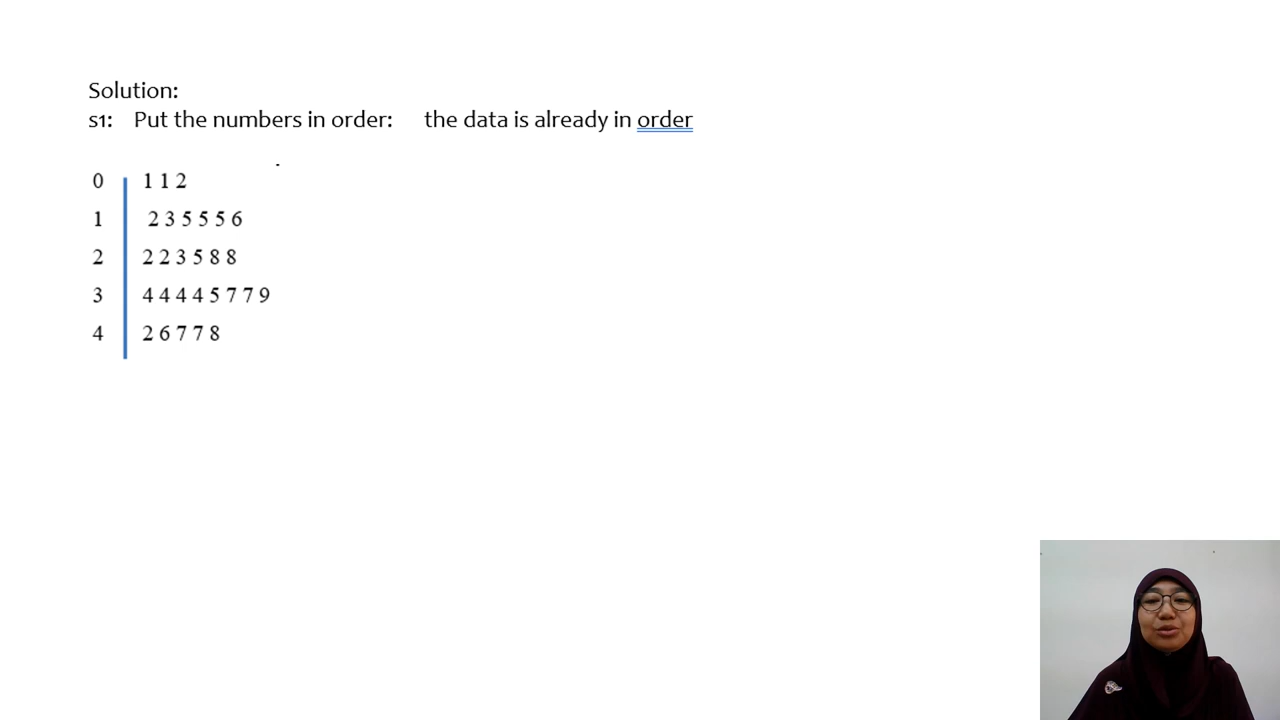 Solution:
s1: Put the numbers in order: the data is already in order
0 1 1 2
1 2 3 5 5 5 6
2 2 2 3 5 8 8
3 4 4 4 4 5 7 7 9
4 2 6 7 7 8